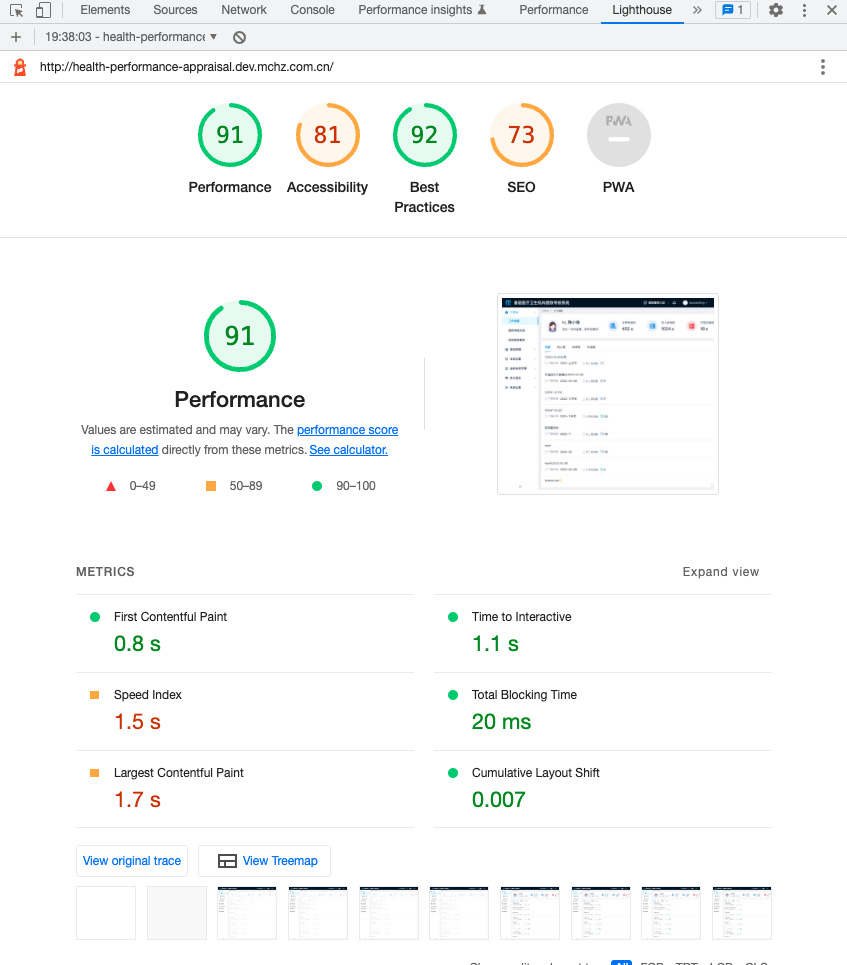 Elements Sources Network Console Performance insights Performance Lighthouse 1
19:38:03 - health-performance
http://health-performance-appraisal.dev.mchz.com.cn/
91 81 92 73 PWA
Performance Accessibility Best Practices SEO PWA
91
Performance
Values are estimated and may vary. The performance score
is calculated directly from these metrics. See calculator.
0–49 50–89 90–100
METRICS Expand view
First Contentful Paint
0.8 s
Time to Interactive
1.1 s
Speed Index
1.5 s
Total Blocking Time
20 ms
Largest Contentful Paint
1.7 s
Cumulative Layout Shift
0.007
View original trace View Treemap